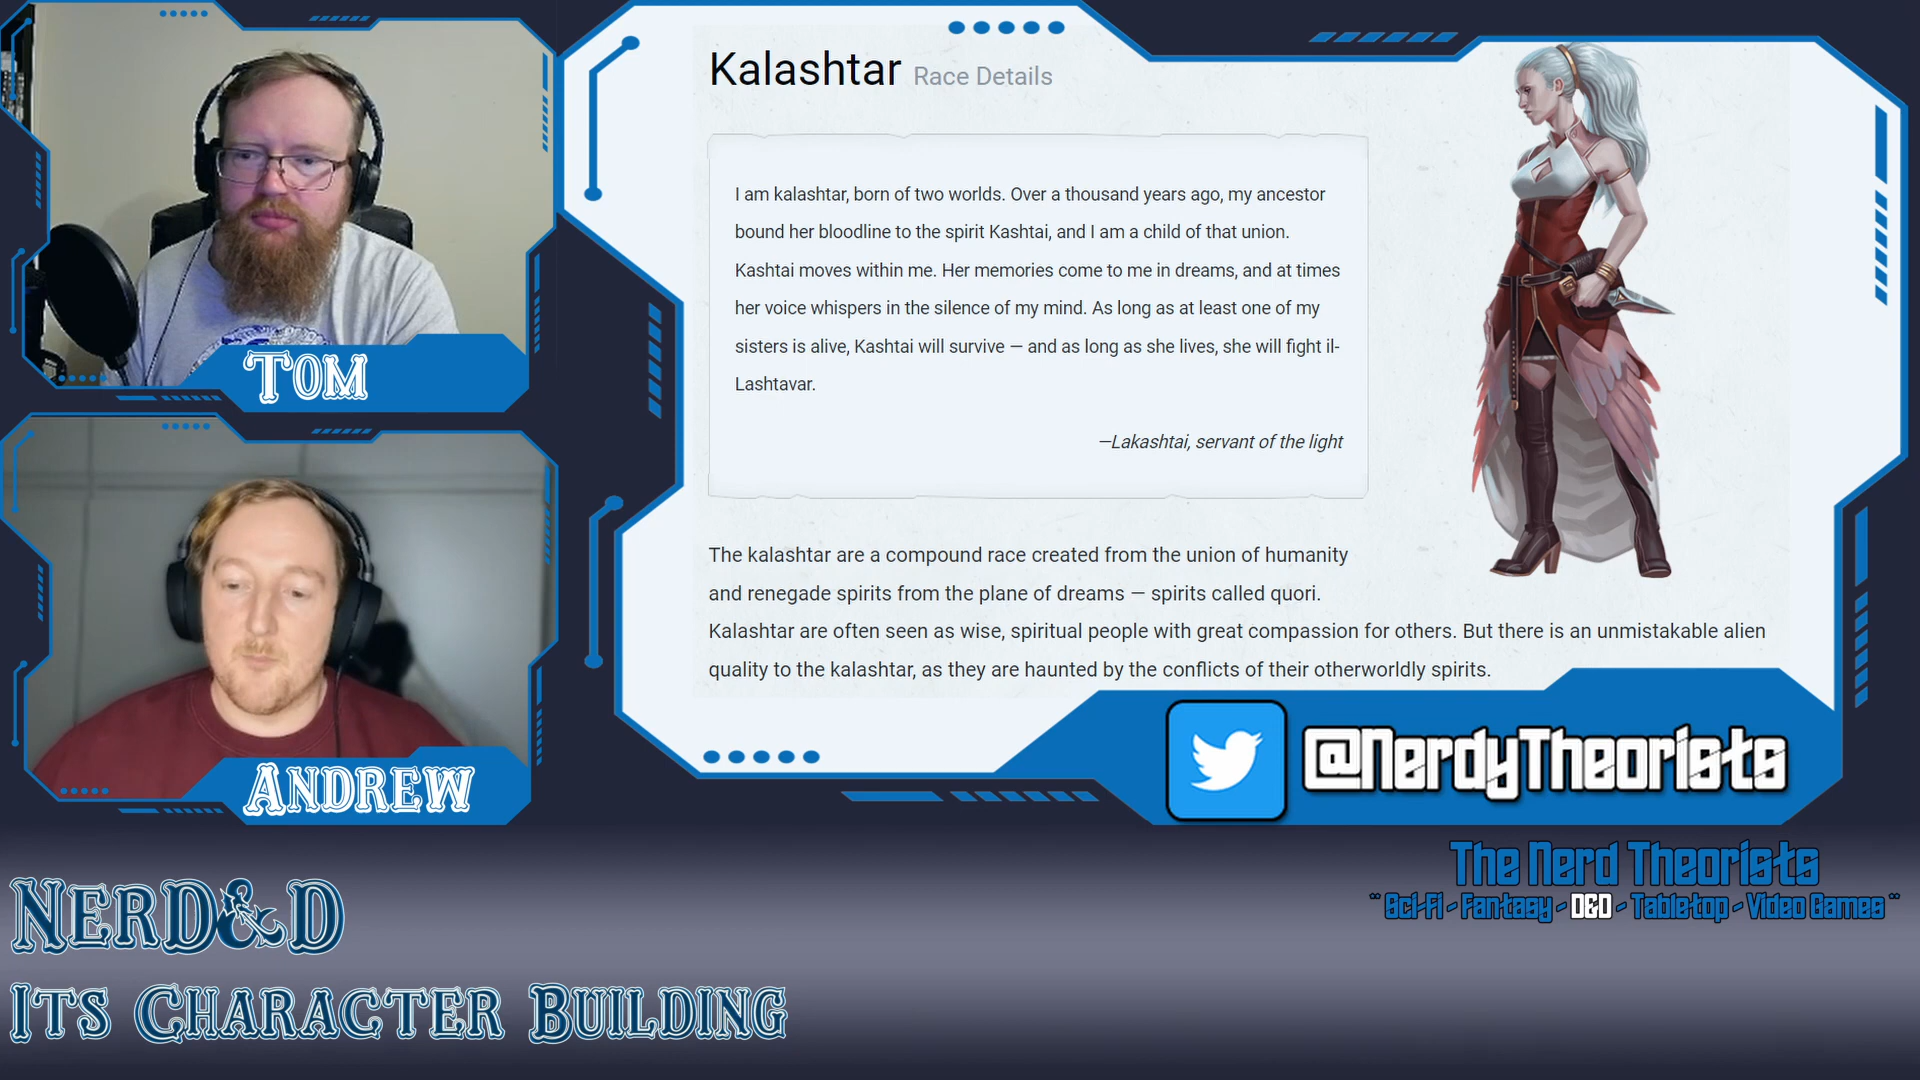 Kalashtar Race Details
I am kalashtar, born of two worlds. Over a thousand years ago, my ancestor
bound her bloodline to the spirit Kashtai, and I am a child of that union.
Kashtai moves within me. Her memories come to me in dreams, and at times
her voice whispers in the silence of my mind. As long as at least one of my
sisters is alive, Kashtai will survive — and as long as she lives, she will fight il-
Lashtavar.
—Lakashtai, servant of the light
The kalashtar are a compound race created from the union of humanity
and renegade spirits from the plane of dreams — spirits called quori.
Kalashtar are often seen as wise, spiritual people with great compassion for others. But there is an unmistakable alien
quality to the kalashtar, as they are haunted by the conflicts of their otherworldly spirits.
Tom
Andrew
@NerdyTheorists
The Nerd Theorists
¨ Sci-Fi - Fantasy - D&D - Tabletop - Video Games ¨
NerD&D
Its Character Building